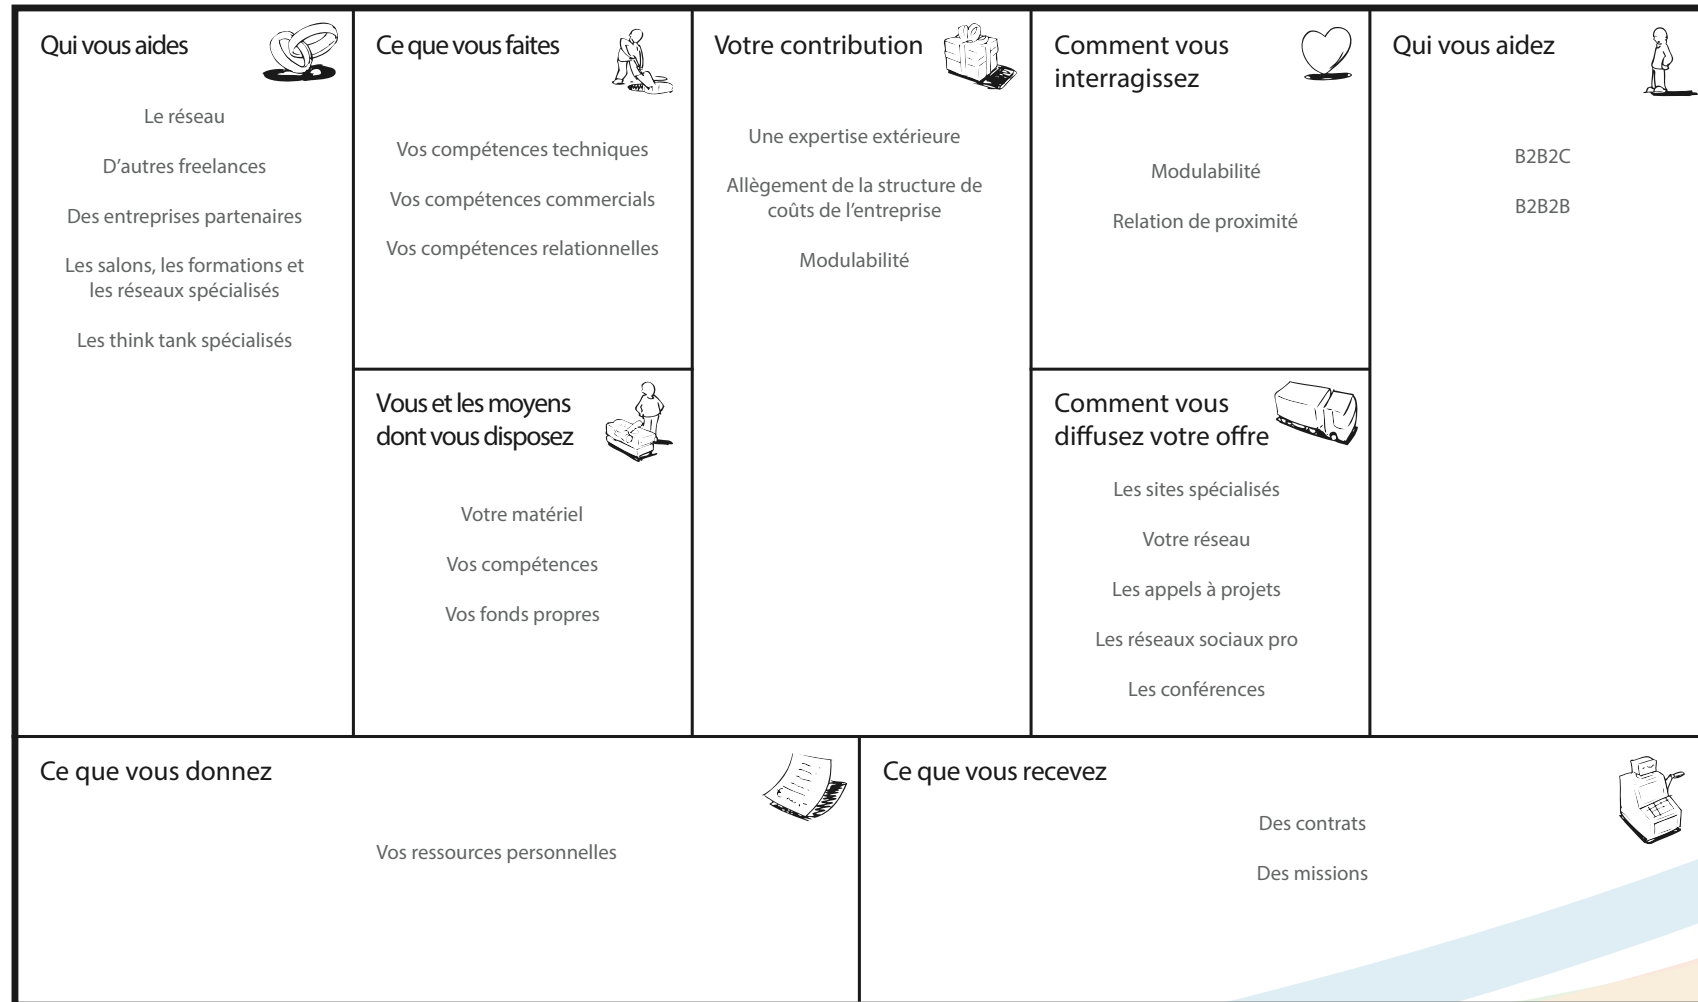 Qui vous aides
Le réseau
D'autres freelances
Des entreprises partenaires
Les salons, les formations et
les réseaux spécialisés
Les think tank spécialisés
Ce que vous faites
Vos compétences techniques
Vos compétences commercials
Vos compétences relationnelles
Vous et les moyens
dont vous disposez
Votre matériel
Vos compétences
Vos fonds propres
Votre contribution
Une expertise extérieure
Allègement de la structure de
coûts de l'entreprise
Modulabilité
Comment vous
interragissez
Modulabilité
Relation de proximité
Comment vous
diffusez votre offre
Les sites spécialisés
Votre réseau
Les appels à projets
Les réseaux sociaux pro
Les conférences
Qui vous aidez
B2B2C
B2B2B
Ce que vous donnez
Vos ressources personnelles
Ce que vous recevez
Des contrats
Des missions